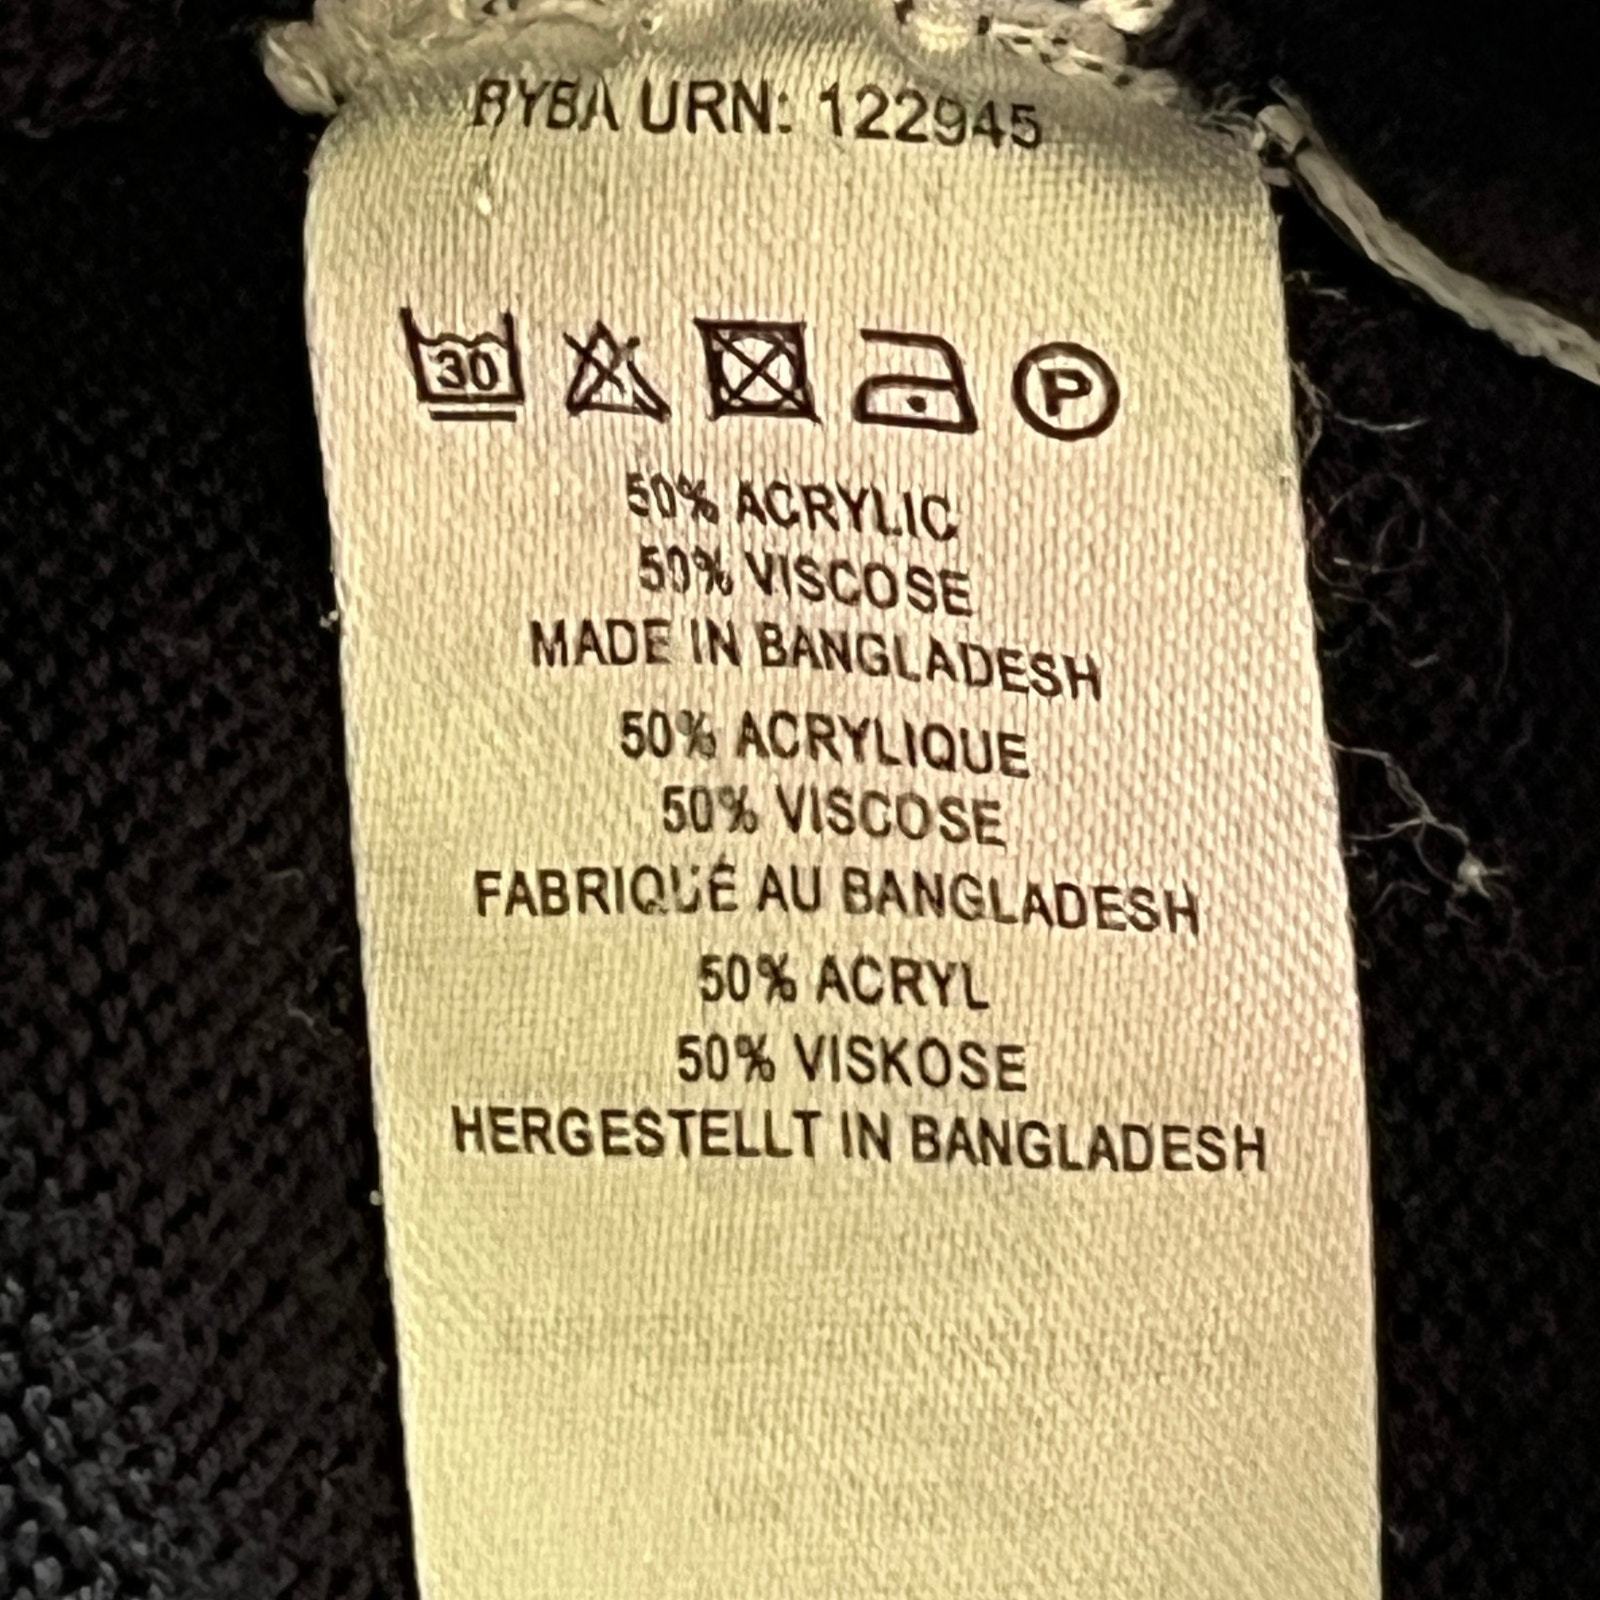 RYBA URN: 122945
30 P
50% ACRYLIC
50% VISCOSE
MADE IN BANGLADESH
50% ACRYLIQUE
50% VISCOSE
FABRIQUÉ AU BANGLADESH
50% ACRYL
50% VISKOSE
HERGESTELLT IN BANGLADESH